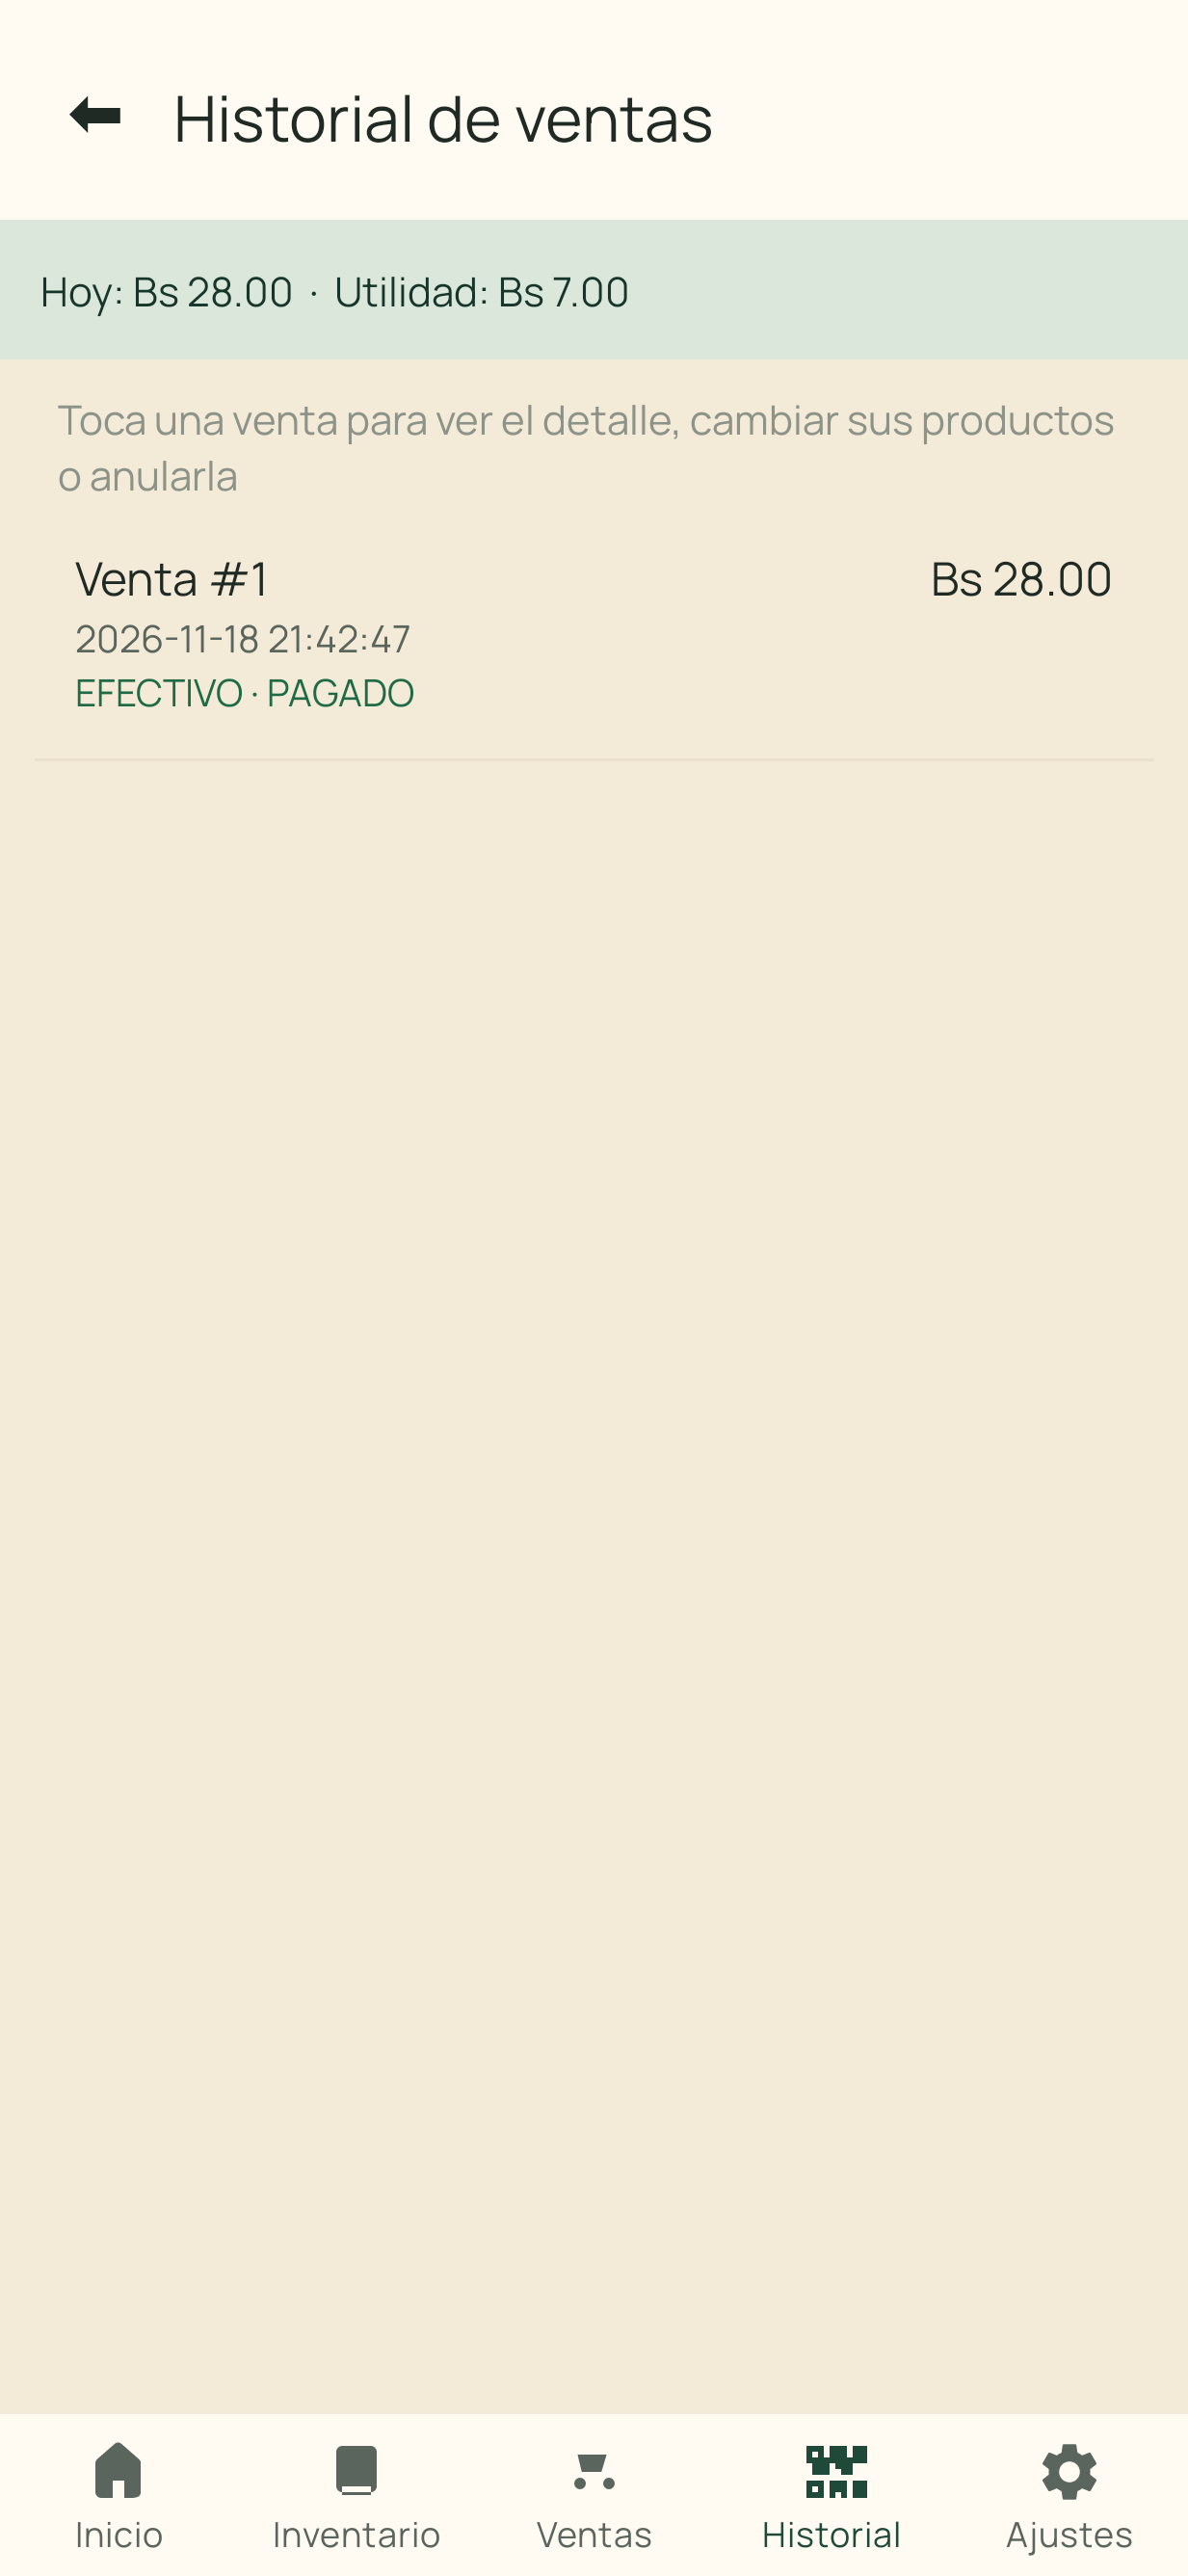 Historial de ventas
Hoy: Bs 28.00 · Utilidad: Bs 7.00
Toca una venta para ver el detalle, cambiar sus productos
o anularla
Venta #1 Bs 28.00
2026-11-18 21:42:47
EFECTIVO · PAGADO
Inicio Inventario Ventas Historial Ajustes